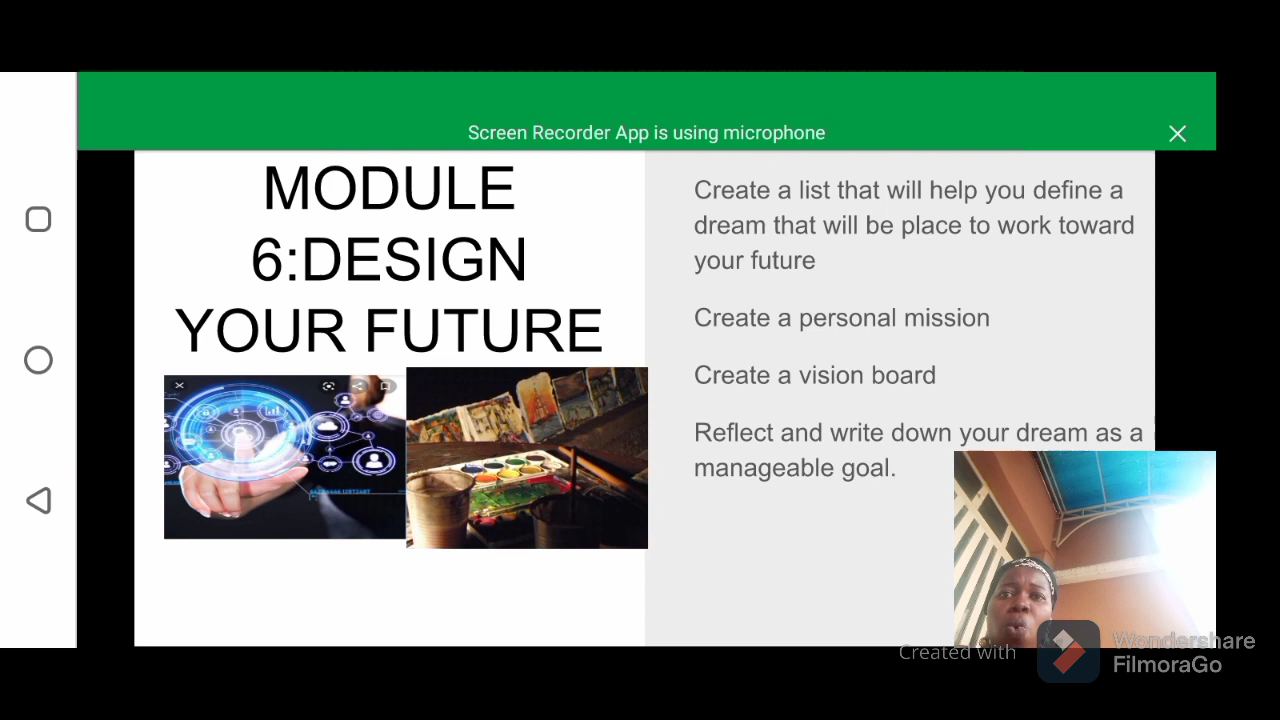 Screen Recorder App is using microphone
MODULE
6:DESIGN
YOUR FUTURE
Create a list that will help you define a
dream that will be place to work toward
your future
Create a personal mission
Create a vision board
Reflect and write down your dream as a
manageable goal.
Created with
Wondershare
FilmoraGo